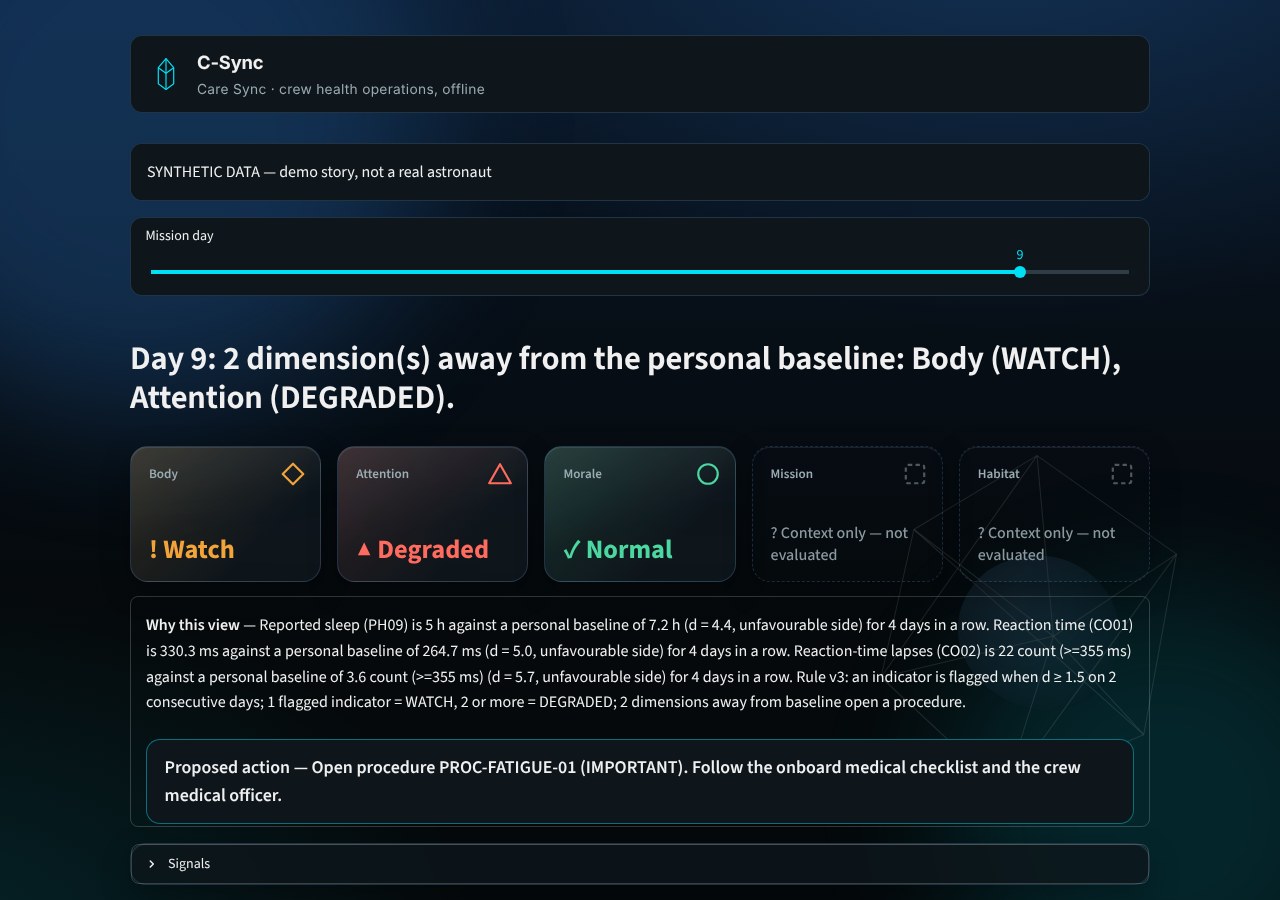 C-Sync
Care Sync · crew health operations, offline
SYNTHETIC DATA — demo story, not a real astronaut
Mission day
9
Day 9: 2 dimension(s) away from the personal baseline: Body (WATCH),
Attention (DEGRADED).
Body
! Watch
Attention
▲ Degraded
Morale
✓ Normal
Mission
? Context only — not
evaluated
Habitat
? Context only — not
evaluated
Why this view — Reported sleep (PH09) is 5 h against a personal baseline of 7.2 h (d = 4.4, unfavourable side) for 4 days in a row. Reaction time (CO01)
is 330.3 ms against a personal baseline of 264.7 ms (d = 5.0, unfavourable side) for 4 days in a row. Reaction-time lapses (CO02) is 22 count (>=355 ms)
against a personal baseline of 3.6 count (>=355 ms) (d = 5.7, unfavourable side) for 4 days in a row. Rule v3: an indicator is flagged when d ≥ 1.5 on 2
consecutive days; 1 flagged indicator = WATCH, 2 or more = DEGRADED; 2 dimensions away from baseline open a procedure.
Proposed action — Open procedure PROC-FATIGUE-01 (IMPORTANT). Follow the onboard medical checklist and the crew
medical officer.
Signals